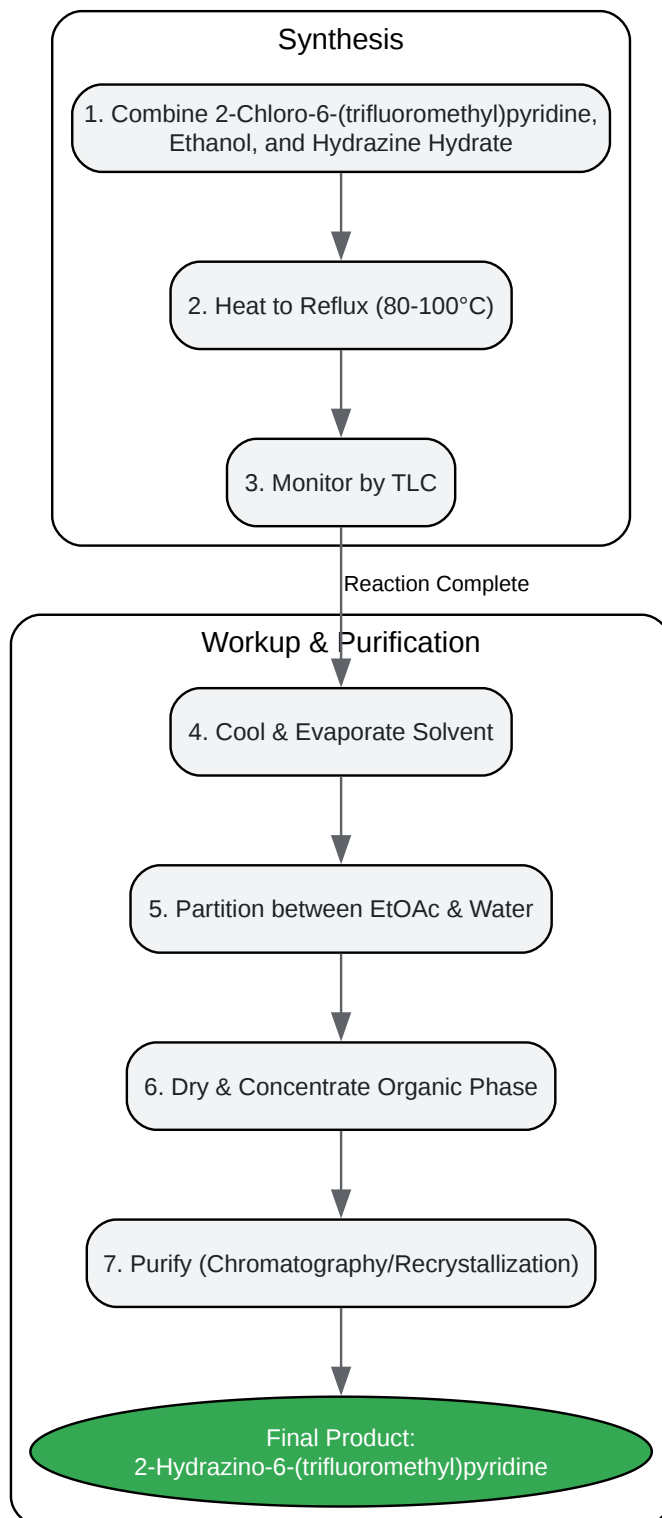 Synthesis
1. Combine 2-Chloro-6-(trifluoromethyl)pyridine,
Ethanol, and Hydrazine Hydrate
2. Heat to Reflux (80-100°C)
3. Monitor by TLC
Reaction Complete
Workup & Purification
4. Cool & Evaporate Solvent
5. Partition between EtOAc & Water
6. Dry & Concentrate Organic Phase
7. Purify (Chromatography/Recrystallization)
Final Product:
2-Hydrazino-6-(trifluoromethyl)pyridine